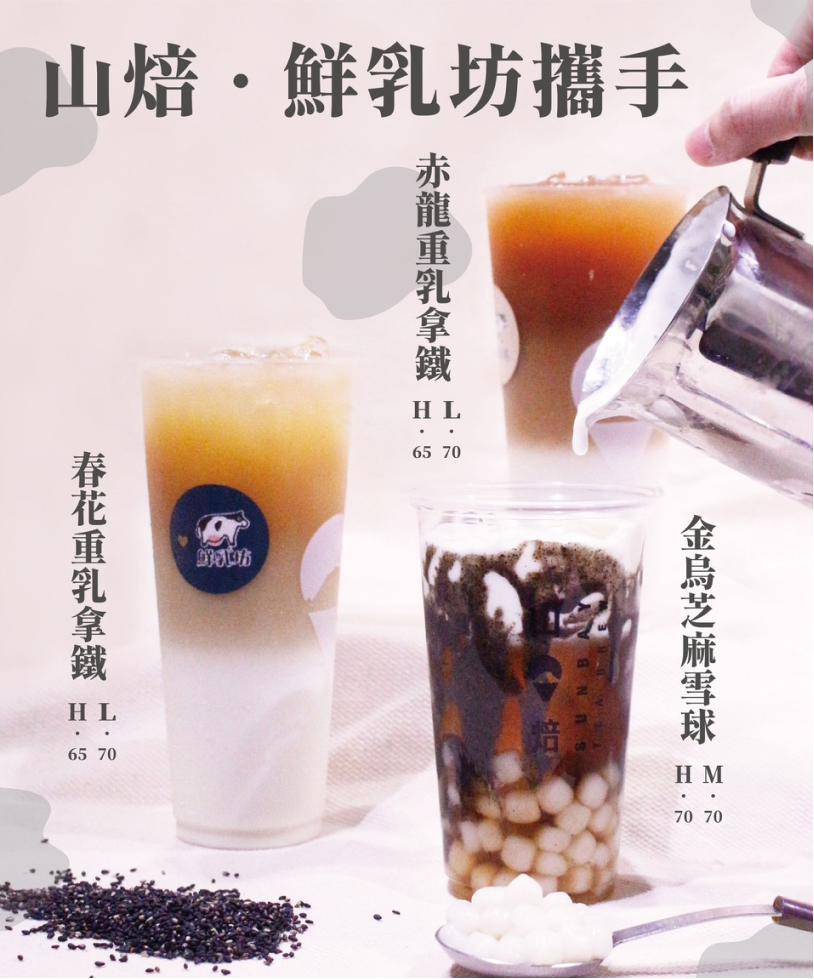 山焙・鮮乳坊攜手
赤龍重乳拿鐵
H・65 L・70
春花重乳拿鐵
H・65 L・70
金烏芝麻雪球
H・70 M・70
鮮乳坊
山焙
SUNBAY